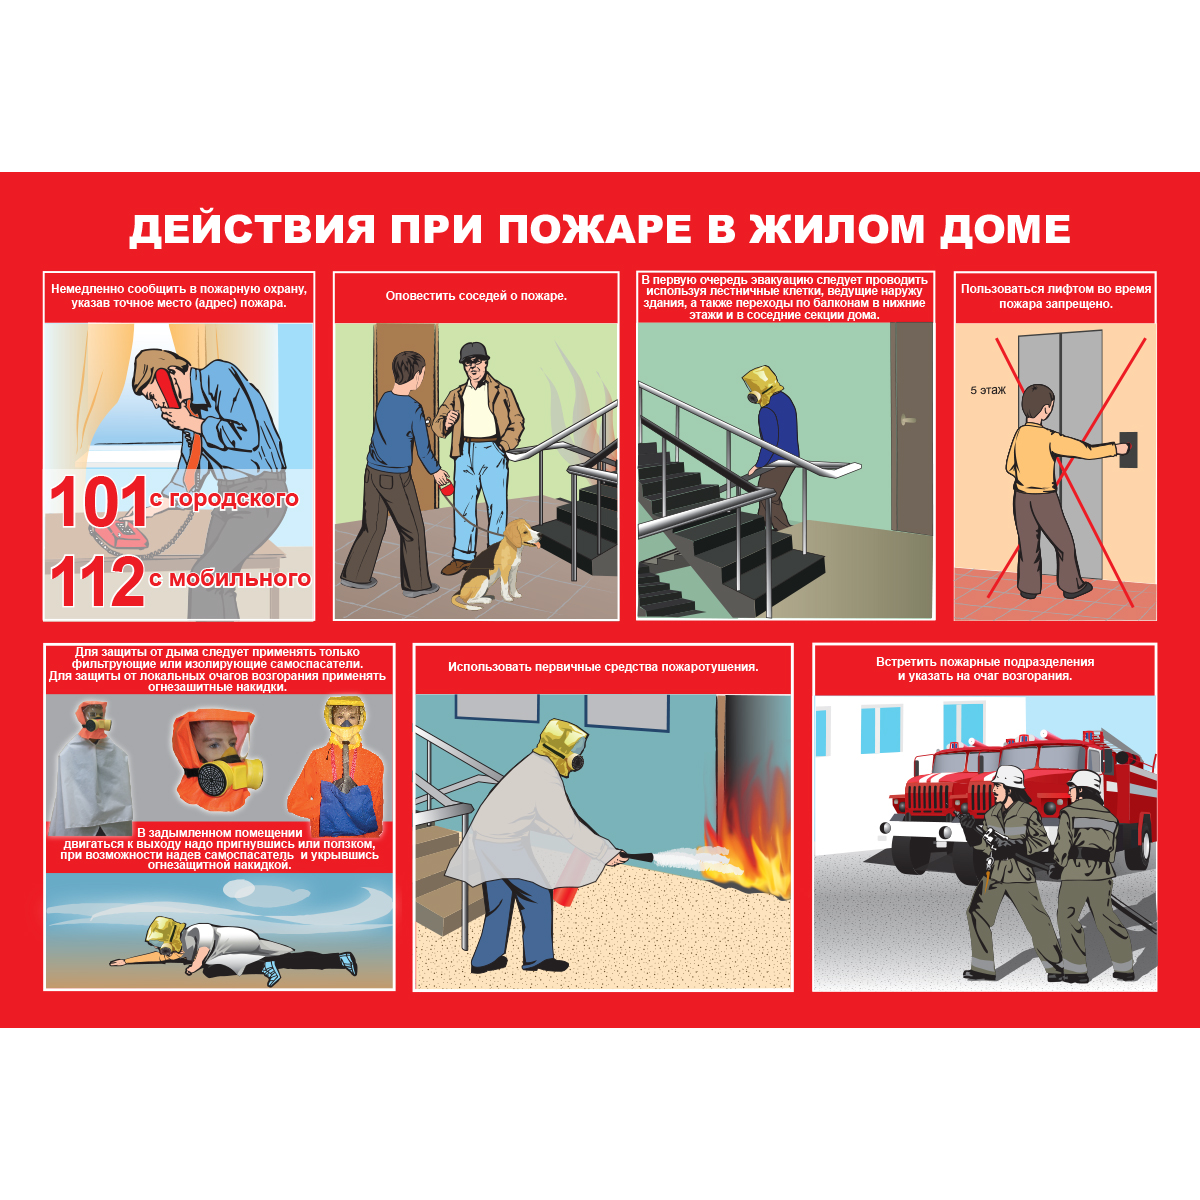 ДЕЙСТВИЯ ПРИ ПОЖАРЕ В ЖИЛОМ ДОМЕ
Немедленно сообщить в пожарную охрану,
указав точное место (адрес) пожара.
101 с городского
112 с мобильного
Оповестить соседей о пожаре.
В первую очередь эвакуацию следует проводить
используя лестничные клетки, ведущие наружу
здания, а также переходы по балконам в нижние
этажи и в соседние секции дома.
Пользоваться лифтом во время
пожара запрещено.
5 этаж
Для защиты от дыма следует применять только
фильтрующие или изолирующие самоспасатели.
Для защиты от локальных очагов возгорания применять
огнезашитные накидки.
В задымленном помещении
двигаться к выходу надо пригнувшись или ползком,
при возможности надев самоспасатель и укрывшись
огнезащитной накидкой.
Использовать первичные средства пожаротушения.
Встретить пожарные подразделения
и указать на очаг возгорания.